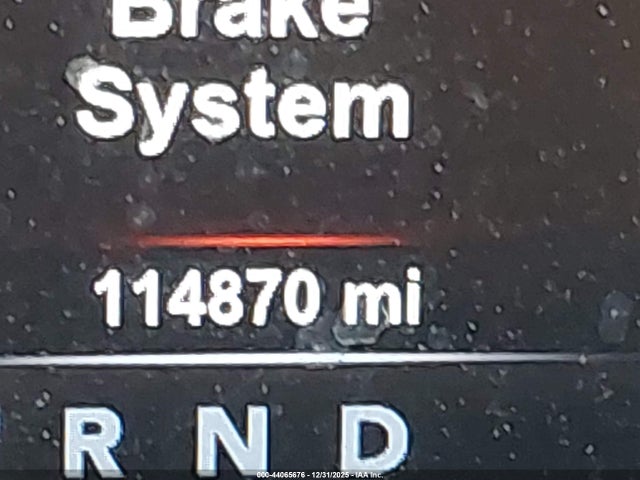 Brake
System
114870 mi
R N D
000-44065676 - 12/31/2025 - IAA Inc.